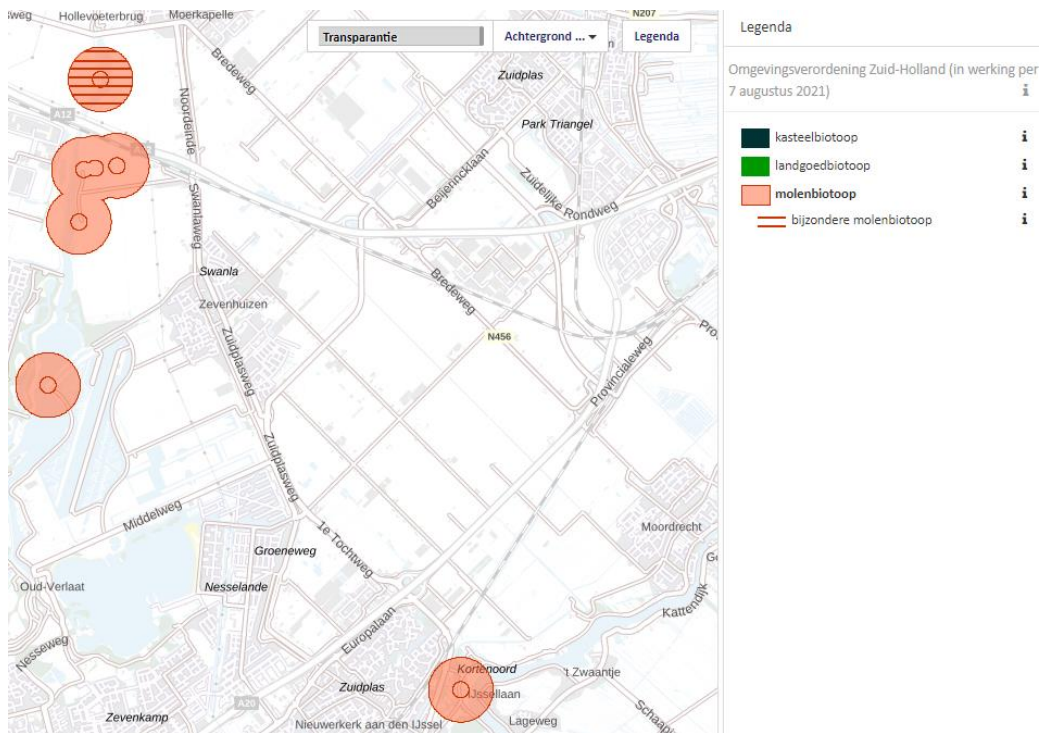 weg
Hollevoeterbrug
Moerkapelle
N207
Transparantie
Achtergrond ...
Legenda
Bredeweg
Zuidplas
A12
Noordeinde
Park Triangel
Beijerincklaan
Zuidelijke Rondweg
Swanlaweg
Swanla
Zevenhuizen
Bredeweg
N456
Provincialeweg
Pro
Zuidplasweg
Zuidplasweg
Middelweg
1e Tochtweg
Moordrecht
Groeneweg
Oud-Verlaat
Nesselande
Kattendijk
Europalaan
Nesseweg
Kortenoord
't Zwaantje
Zuidplas
IJssellaan
A20
Zevenkamp
Nieuwerkerk aan den IJssel
Lageweg
Schaap
Legenda
Omgevingsverordening Zuid-Holland (in werking per
7 augustus 2021)
kasteelbiotoop
landgoedbiotoop
molenbiotoop
bijzondere molenbiotoop